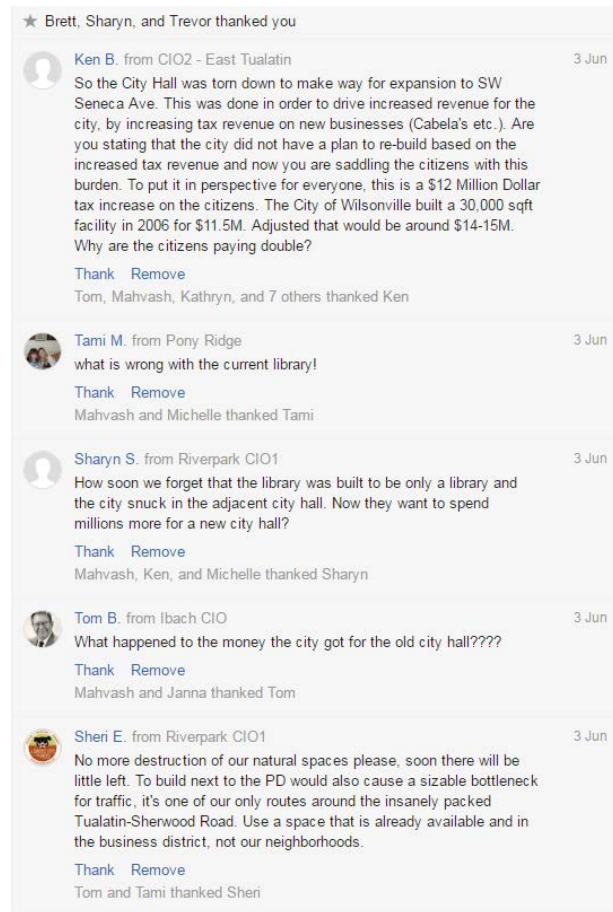 ★ Brett, Sharyn, and Trevor thanked you
Ken B. from CIO2 - East Tualatin 3 Jun
So the City Hall was torn down to make way for expansion to SW
Seneca Ave. This was done in order to drive increased revenue for the
city, by increasing tax revenue on new businesses (Cabela's etc.). Are
you stating that the city did not have a plan to re-build based on the
increased tax revenue and now you are saddling the citizens with this
burden. To put it in perspective for everyone, this is a $12 Million Dollar
tax increase on the citizens. The City of Wilsonville built a 30,000 sqft
facility in 2006 for $11.5M. Adjusted that would be around $14-15M.
Why are the citizens paying double?
Thank Remove
Tom, Mahvash, Kathryn, and 7 others thanked Ken
Tami M. from Pony Ridge 3 Jun
what is wrong with the current library!
Thank Remove
Mahvash and Michelle thanked Tami
Sharyn S. from Riverpark CIO1 3 Jun
How soon we forget that the library was built to be only a library and
the city snuck in the adjacent city hall. Now they want to spend
millions more for a new city hall?
Thank Remove
Mahvash, Ken, and Michelle thanked Sharyn
Tom B. from Ibach CIO 3 Jun
What happened to the money the city got for the old city hall????
Thank Remove
Mahvash and Janna thanked Tom
Sheri E. from Riverpark CIO1 3 Jun
No more destruction of our natural spaces please, soon there will be
little left. To build next to the PD would also cause a sizable bottleneck
for traffic, it's one of our only routes around the insanely packed
Tualatin-Sherwood Road. Use a space that is already available and in
the business district, not our neighborhoods.
Thank Remove
Tom and Tami thanked Sheri